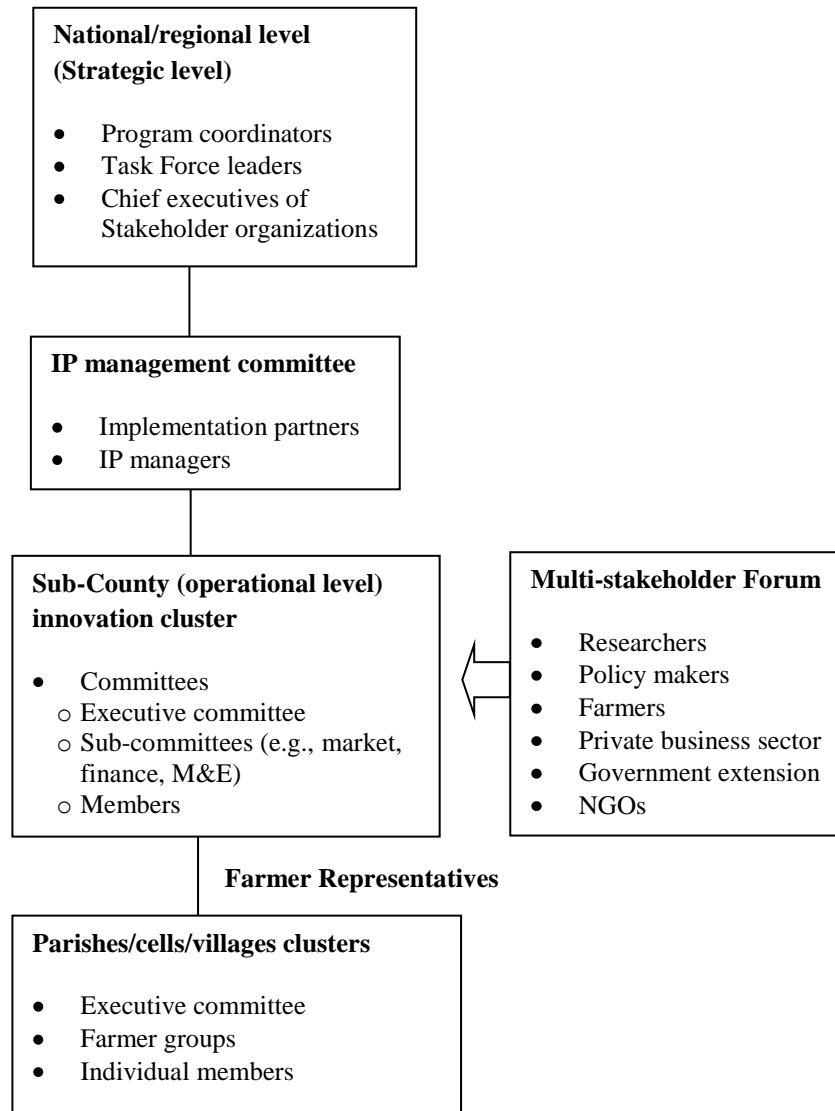 National/regional level
(Strategic level)
• Program coordinators
• Task Force leaders
• Chief executives of
Stakeholder organizations
IP management committee
• Implementation partners
• IP managers
Sub-County (operational level)
innovation cluster
• Committees
o Executive committee
o Sub-committees (e.g., market,
finance, M&E)
o Members
Multi-stakeholder Forum
• Researchers
• Policy makers
• Farmers
• Private business sector
• Government extension
• NGOs
Farmer Representatives
Parishes/cells/villages clusters
• Executive committee
• Farmer groups
• Individual members